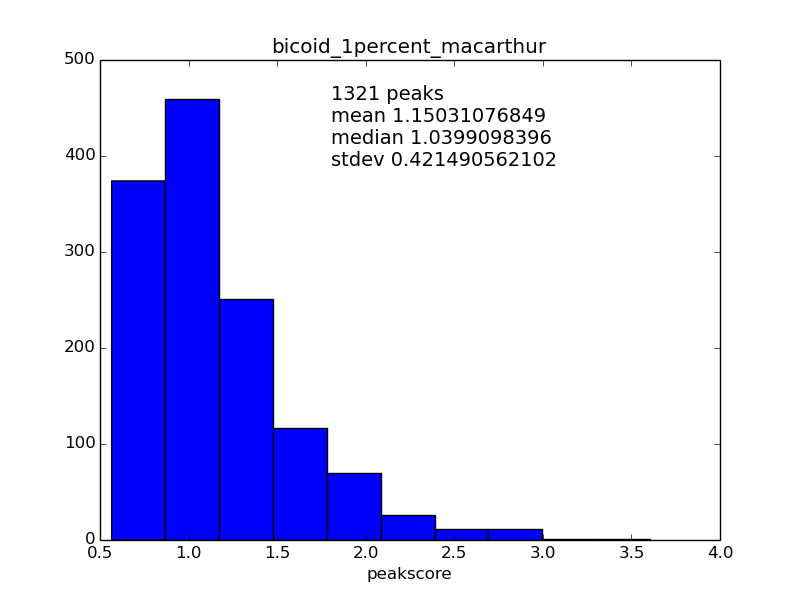 bicoid_1percent_macarthur
500
1321 peaks
mean 1.15031076849
median 1.0399098396
stdev 0.421490562102
400
300
200
100
0
0.5 1.0 1.5 2.0 2.5 3.0 3.5 4.0
peakscore